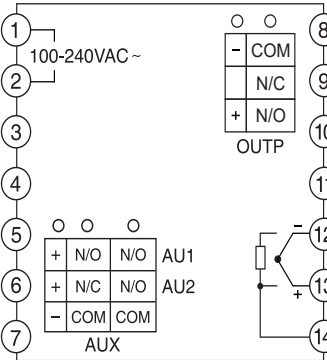 1
100-240VAC~
2
3
4
5
6
7
8
9
10
11
12
13
14
− COM
N/C
+ N/O
OUTP
+ N/O N/O AU1
+ N/C N/O AU2
− COM COM
AUX
−
+